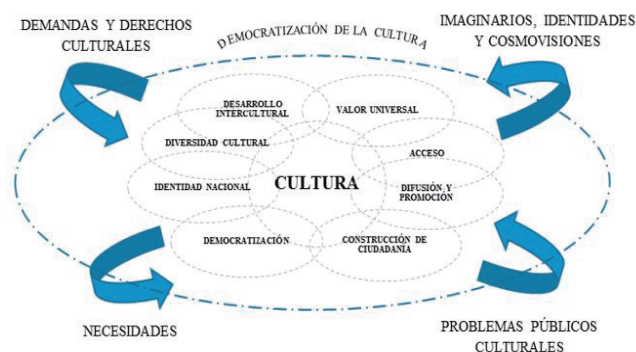 DEMANDAS Y DERECHOS
CULTURALES
DEMOCRATIZACIÓN DE LA CULTURA
IMAGINARIOS, IDENTIDADES
Y COSMOVISIONES
DESARROLLO
INTERCULTURAL
VALOR UNIVERSAL
DIVERSIDAD CULTURAL
ACCESO
IDENTIDAD NACIONAL
CULTURA
DIFUSIÓN Y
PROMOCIÓN
DEMOCRATIZACIÓN
CONSTRUCCIÓN DE
CIUDADANÍA
NECESIDADES
PROBLEMAS PÚBLICOS
CULTURALES